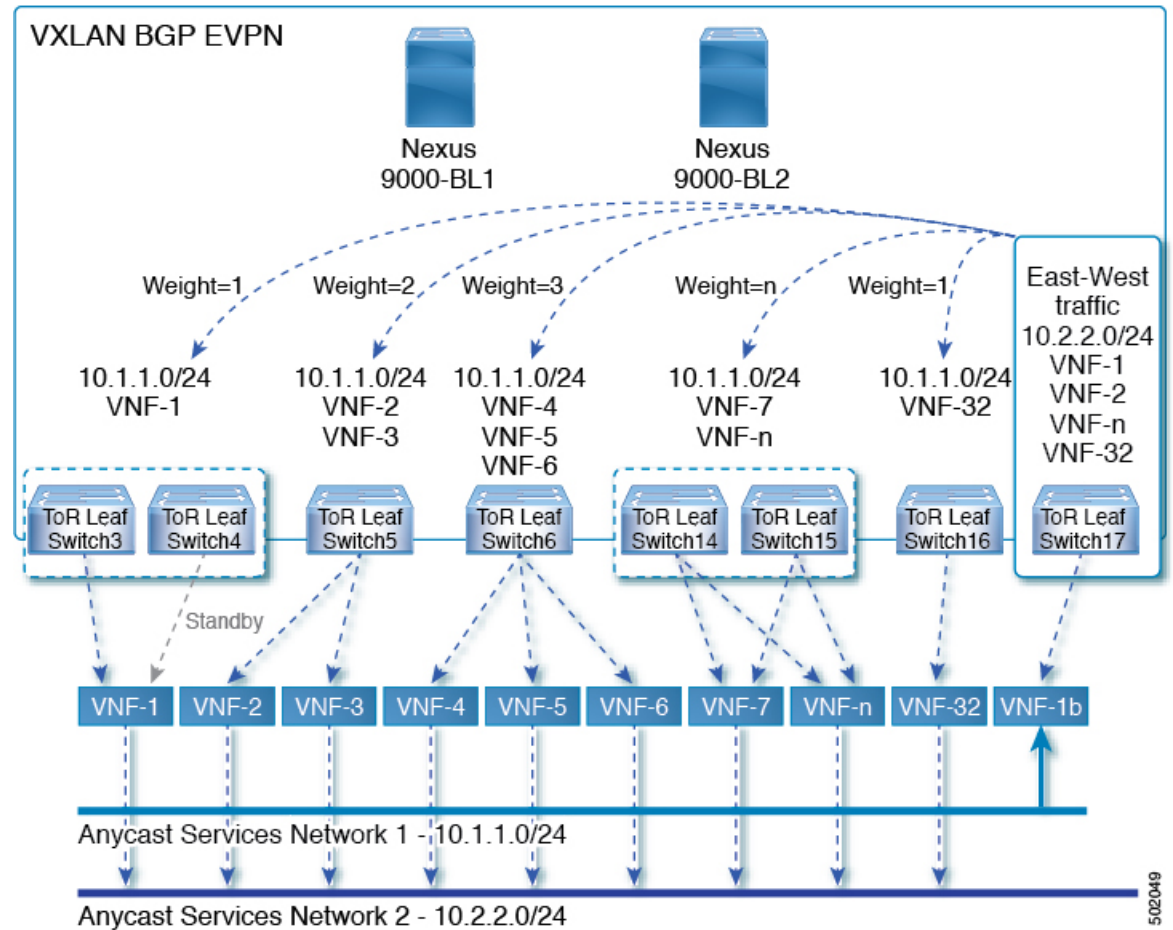 VXLAN BGP EVPN
Nexus
9000-BL1
Nexus
9000-BL2
Weight=1
Weight=2
Weight=3
Weight=n
Weight=1
East-West
traffic
10.2.2.0/24
VNF-1
VNF-2
VNF-n
VNF-32
10.1.1.0/24
VNF-1
10.1.1.0/24
VNF-2
VNF-3
10.1.1.0/24
VNF-4
VNF-5
VNF-6
10.1.1.0/24
VNF-7
VNF-n
10.1.1.0/24
VNF-32
ToR Leaf
Switch3
ToR Leaf
Switch4
ToR Leaf
Switch5
ToR Leaf
Switch6
ToR Leaf
Switch14
ToR Leaf
Switch15
ToR Leaf
Switch16
ToR Leaf
Switch17
Standby
VNF-1
VNF-2
VNF-3
VNF-4
VNF-5
VNF-6
VNF-7
VNF-n
VNF-32
VNF-1b
Anycast Services Network 1 - 10.1.1.0/24
Anycast Services Network 2 - 10.2.2.0/24
502049